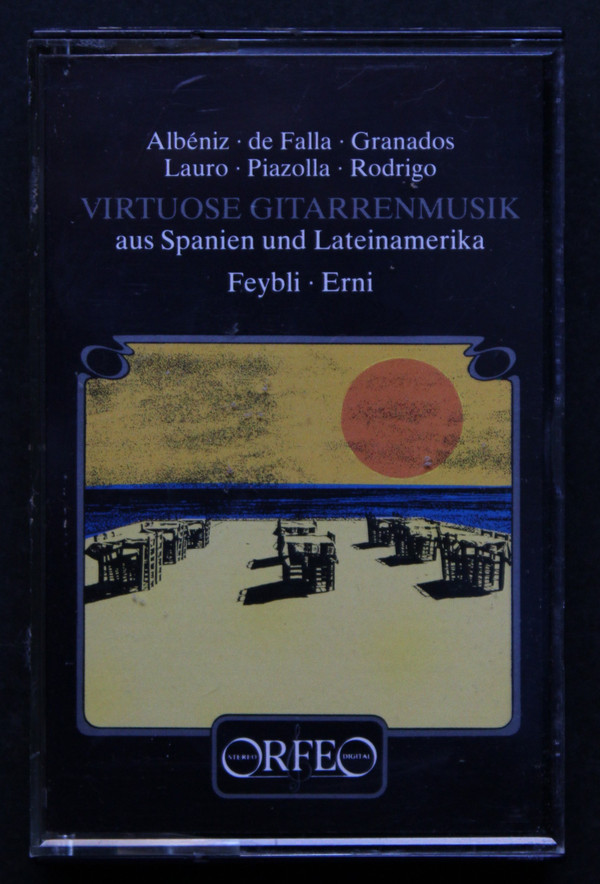 Albéniz · de Falla · Granados
Lauro · Piazolla · Rodrigo
VIRTUOSE GITARRENMUSIK
aus Spanien und Lateinamerika
Feybli · Erni
STEREO ORFEO DIGITAL